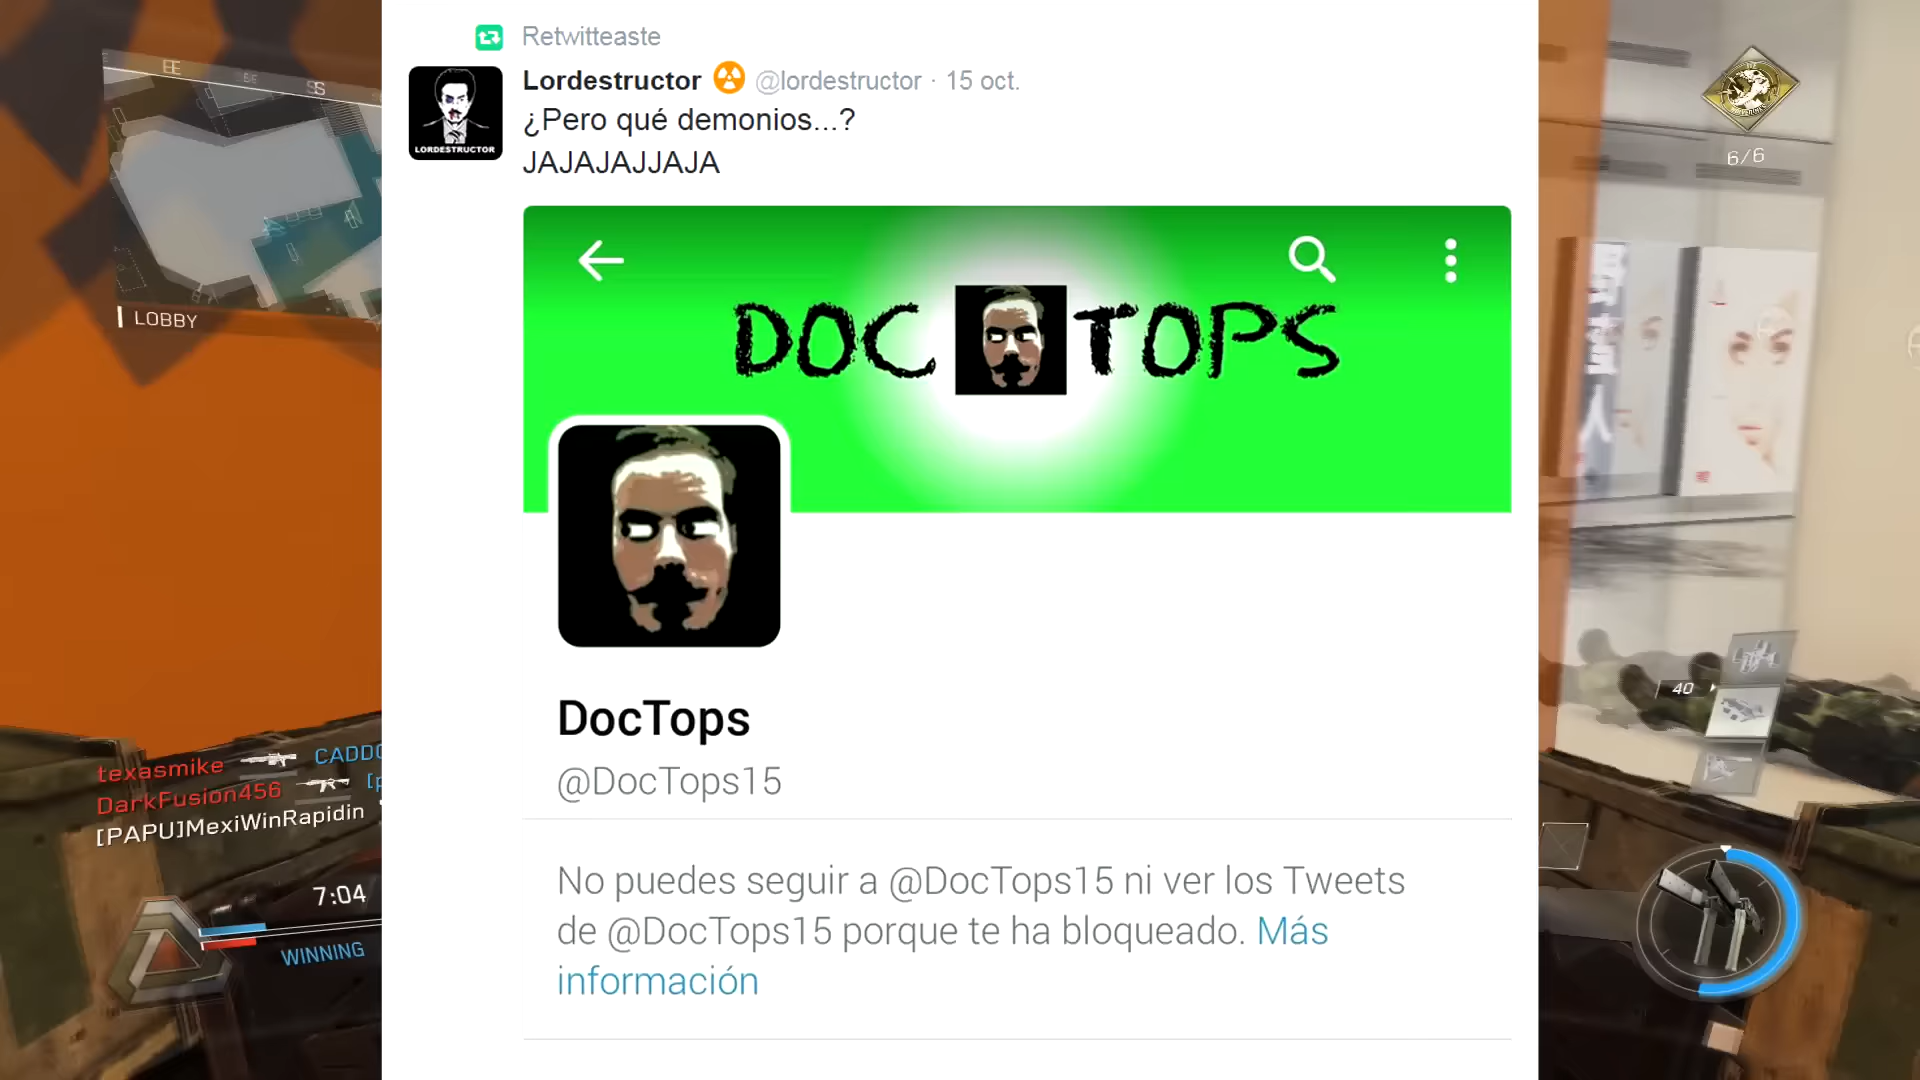 Retwitteaste
Lordestructor @lordestructor · 15 oct.
¿Pero qué demonios...?
JAJAJAJJAJA
LORDESTRUCTOR
DOC TOPS
DocTops
@DocTops15
No puedes seguir a @DocTops15 ni ver los Tweets
de @DocTops15 porque te ha bloqueado. Más
información
LOBBY
texasmike CADDO
DarkFusion456
[PAPU]MexiWinRapidin
7:04
WINNING
6/6
40